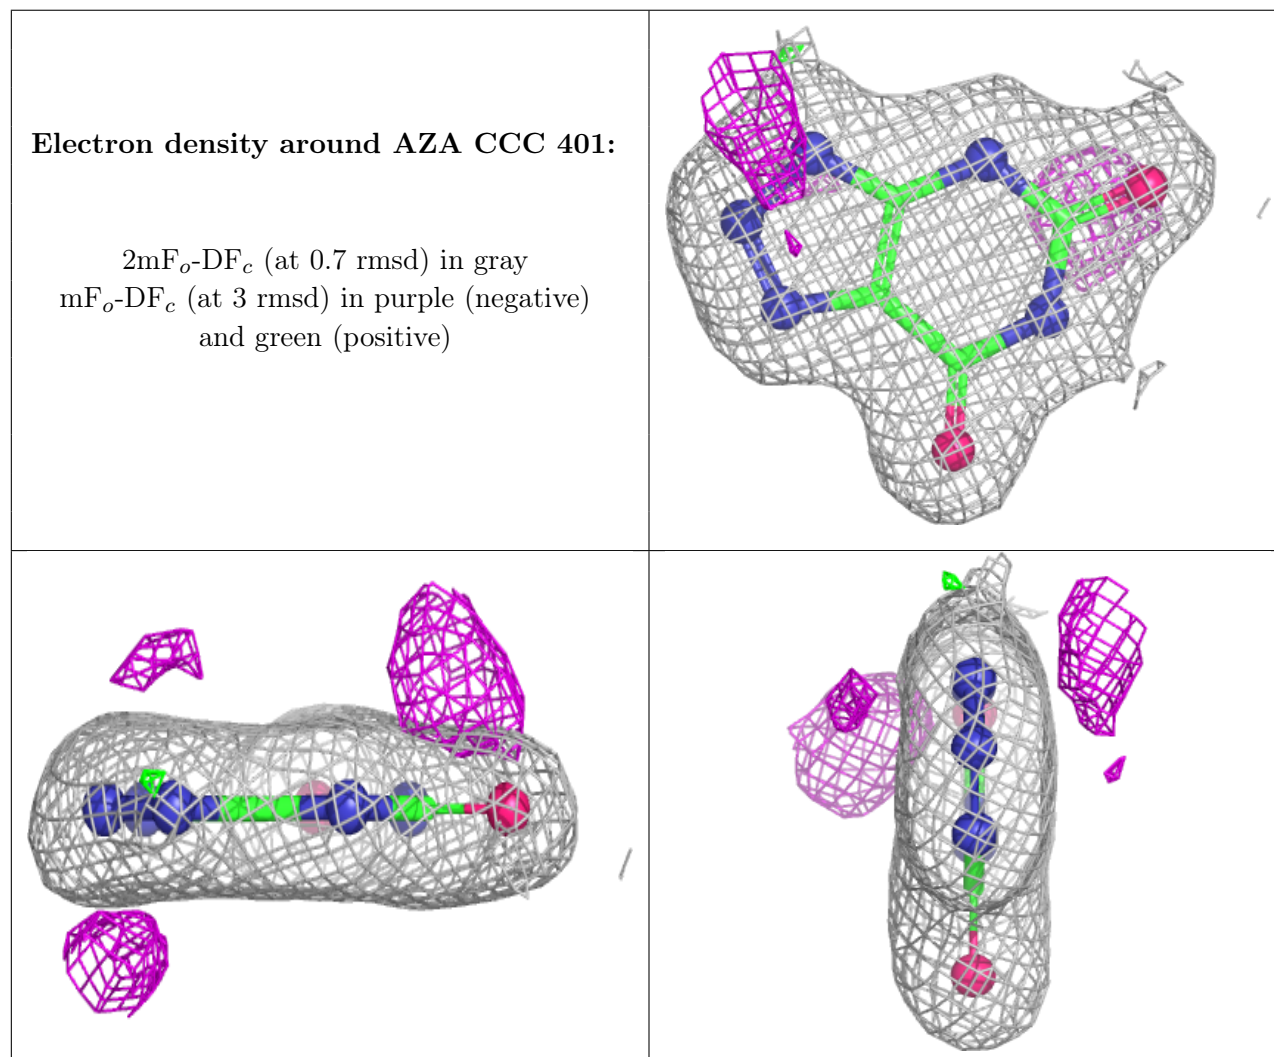 Electron density around AZA CCC 401:
2mFo-DFc (at 0.7 rmsd) in gray
mFo-DFc (at 3 rmsd) in purple (negative)
and green (positive)